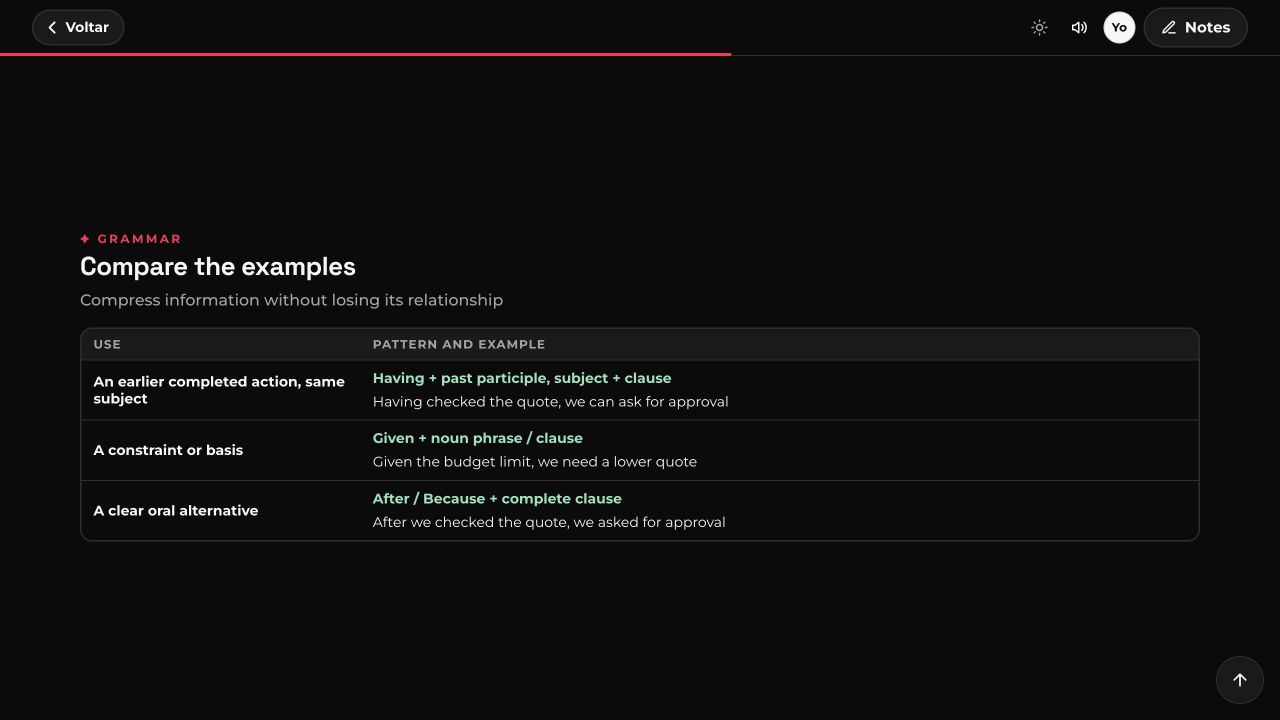 Voltar
Yo
Notes
GRAMMAR
Compare the examples
Compress information without losing its relationship
USE
PATTERN AND EXAMPLE
An earlier completed action, same
subject
Having + past participle, subject + clause
Having checked the quote, we can ask for approval
A constraint or basis
Given + noun phrase / clause
Given the budget limit, we need a lower quote
A clear oral alternative
After / Because + complete clause
After we checked the quote, we asked for approval